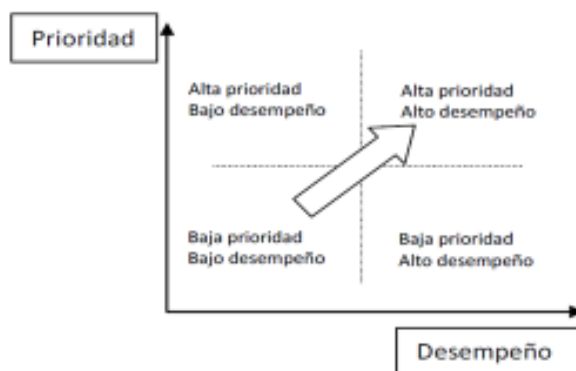 Prioridad
Alta prioridad
Bajo desempeño
Alta prioridad
Alto desempeño
Baja prioridad
Bajo desempeño
Baja prioridad
Alto desempeño
Desempeño